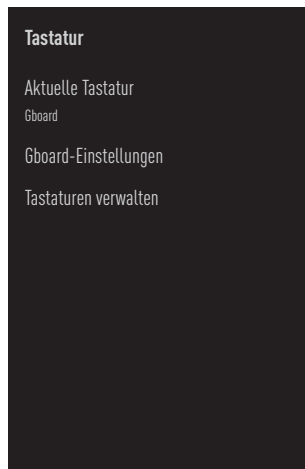 Tastatur
Aktuelle Tastatur
Gboard
Gboard-Einstellungen
Tastaturen verwalten